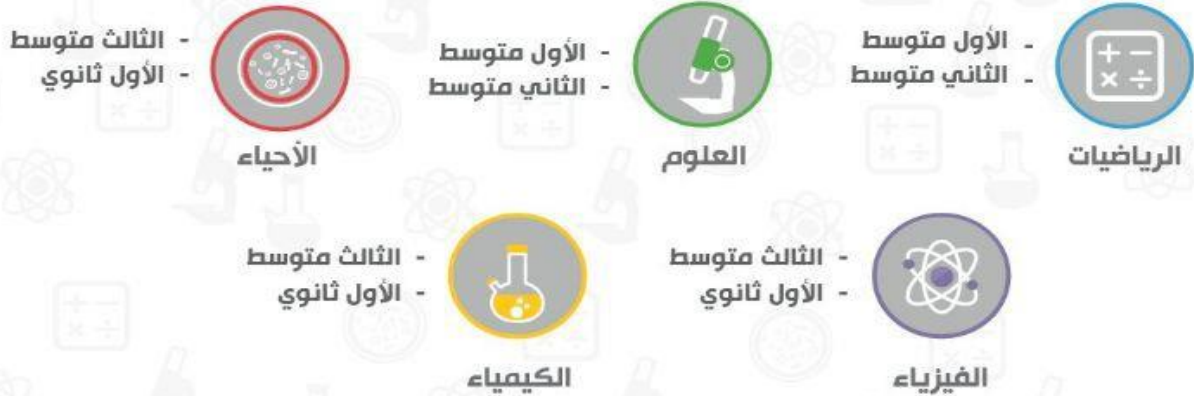 - الأول متوسط
- الثاني متوسط
الرياضيات
- الأول متوسط
- الثاني متوسط
العلوم
- الثالث متوسط
- الأول ثانوي
الأحياء
- الثالث متوسط
- الأول ثانوي
الفيزياء
- الثالث متوسط
- الأول ثانوي
الكيمياء